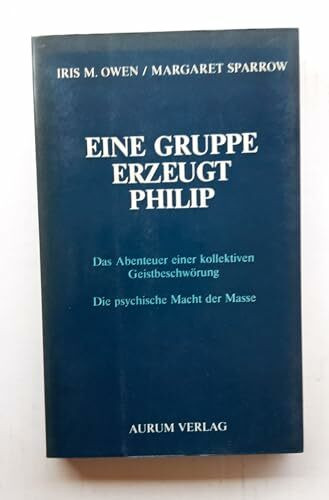 IRIS M. OWEN / MARGARET SPARROW
EINE GRUPPE
ERZEUGT
PHILIP
Das Abenteuer einer kollektiven
Geistbeschwörung
Die psychische Macht der Masse
AURUM VERLAG